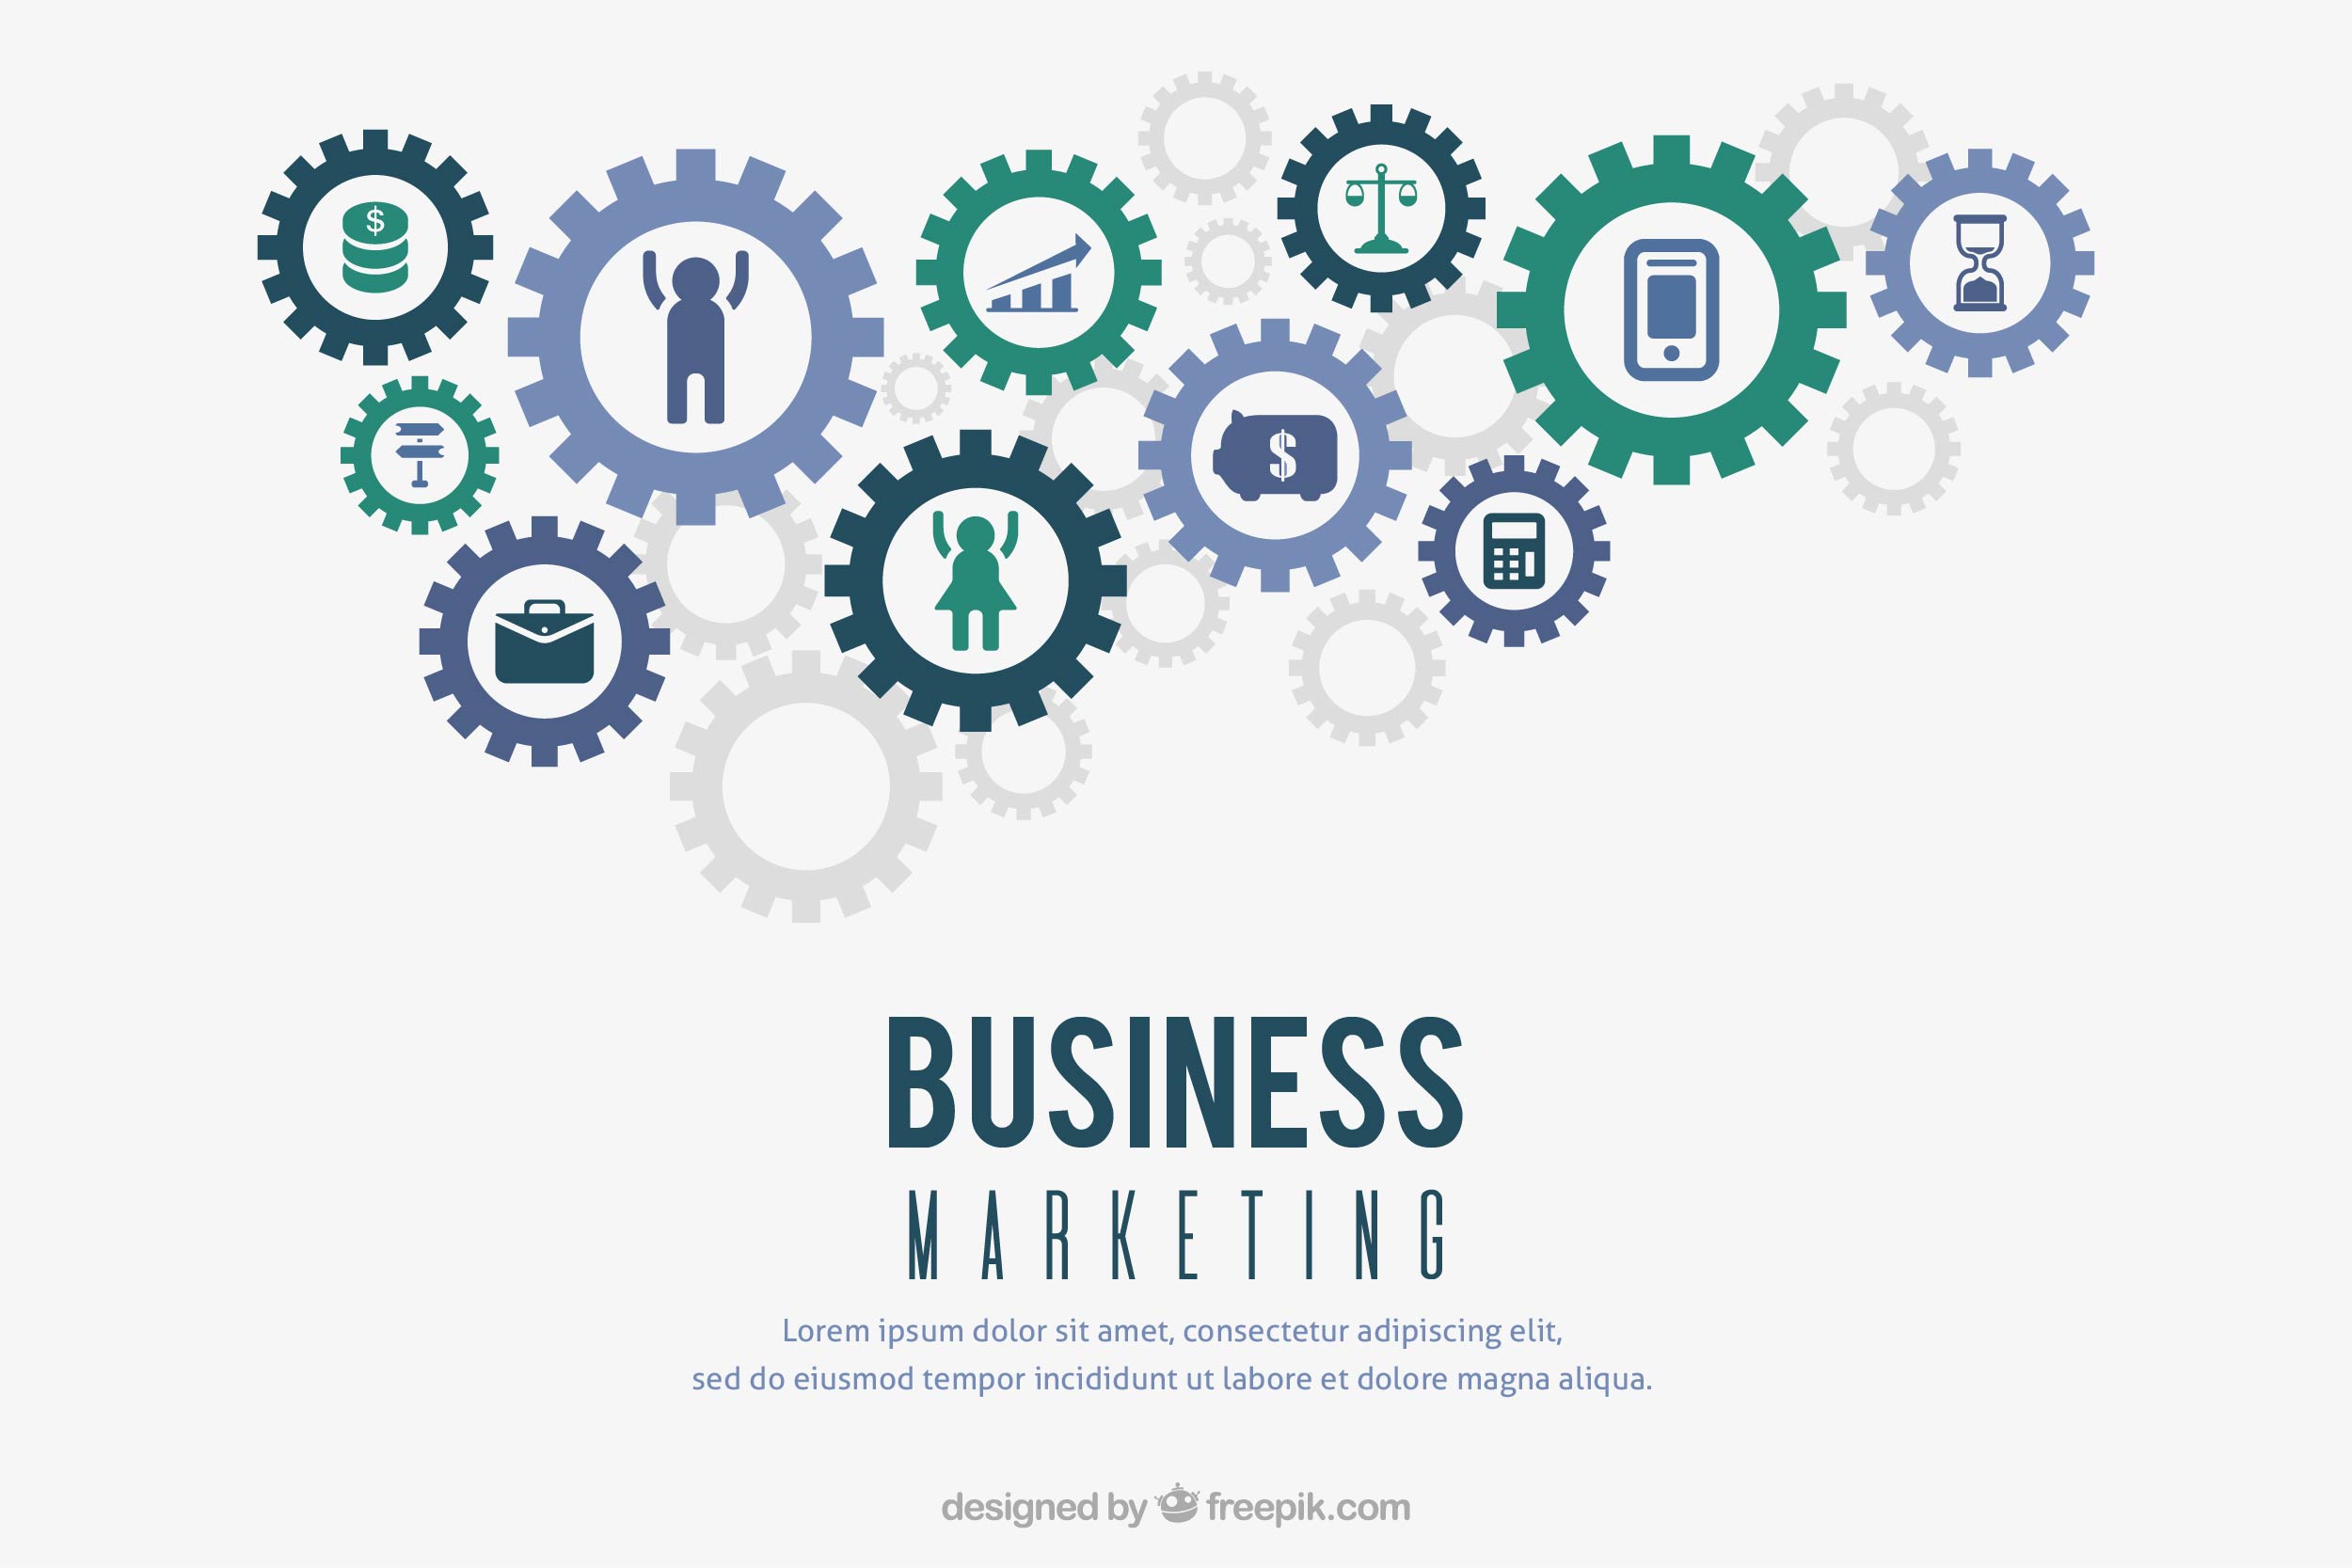 $
$
BUSINESS
MARKETING
Lorem ipsum dolor sit amet, consectetur adipiscing elit,
sed do eiusmod tempor incididunt ut labore et dolore magna aliqua.
designed by freepik.com